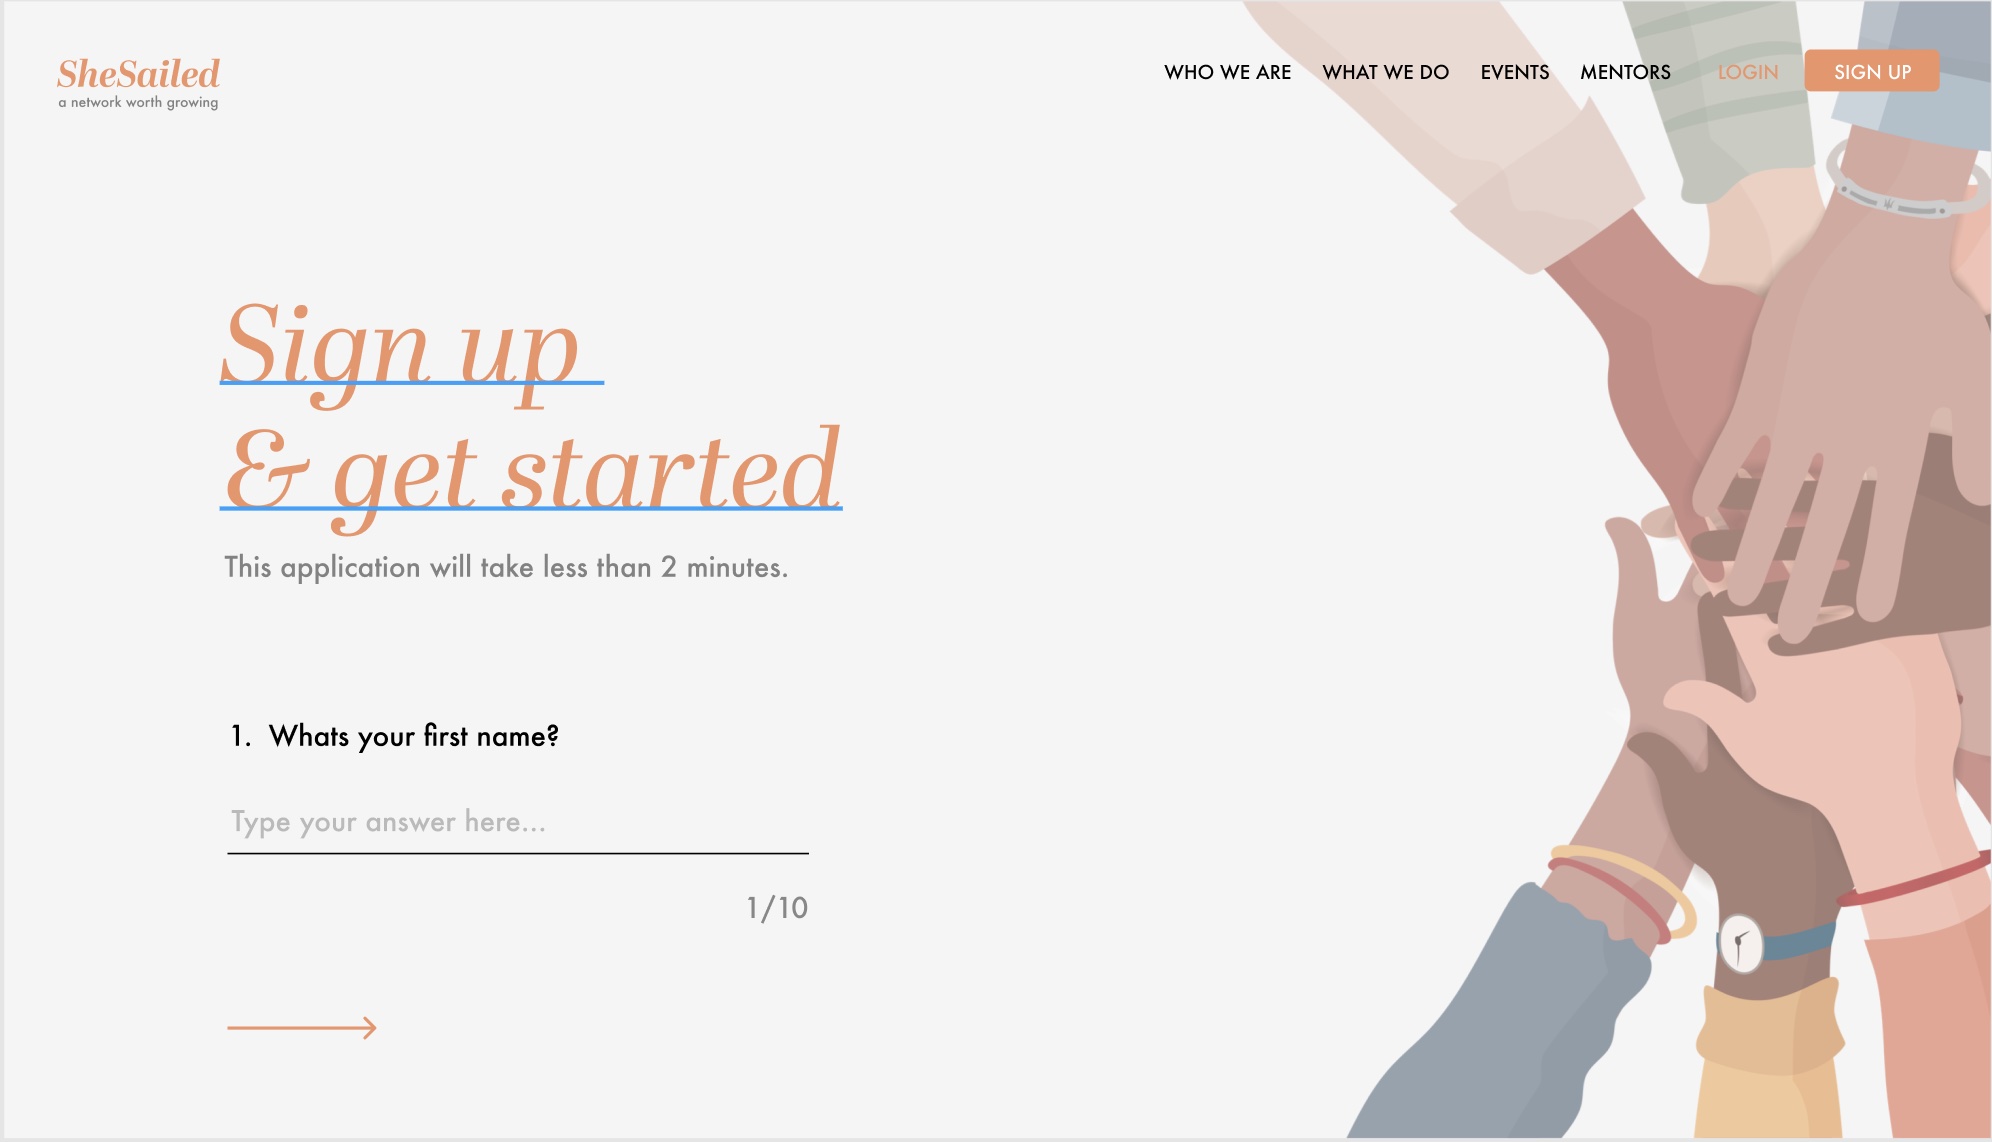 SheSailed
a network worth growing
WHO WE ARE WHAT WE DO EVENTS MENTORS LOGIN SIGN UP
Sign up
& get started
This application will take less than 2 minutes.
1. Whats your first name?
Type your answer here...
1/10